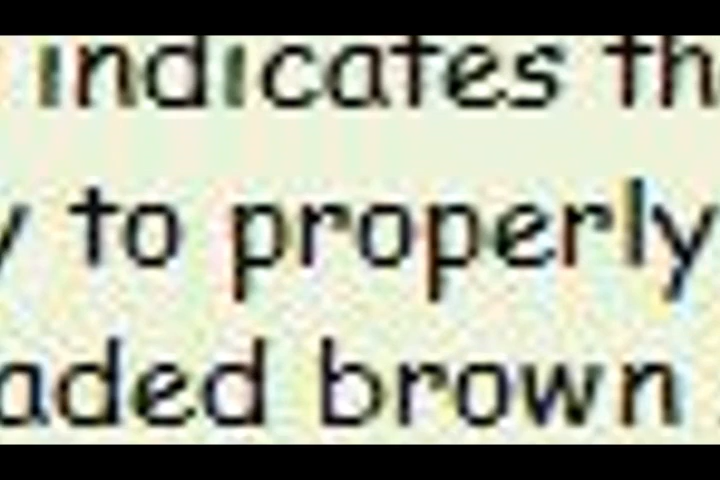 indicates th
y to properly
aded brown